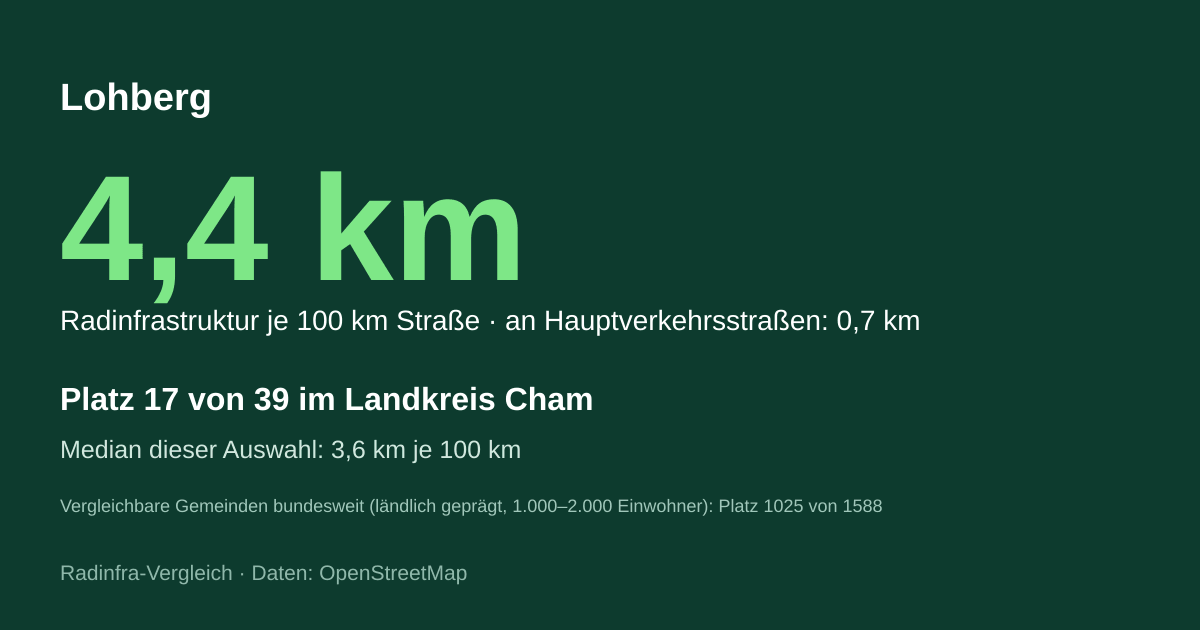 Lohberg
4,4 km
Radinfrastruktur je 100 km Straße · an Hauptverkehrsstraßen: 0,7 km
Platz 17 von 39 im Landkreis Cham
Median dieser Auswahl: 3,6 km je 100 km
Vergleichbare Gemeinden bundesweit (ländlich geprägt, 1.000–2.000 Einwohner): Platz 1025 von 1588
Radinfra-Vergleich · Daten: OpenStreetMap